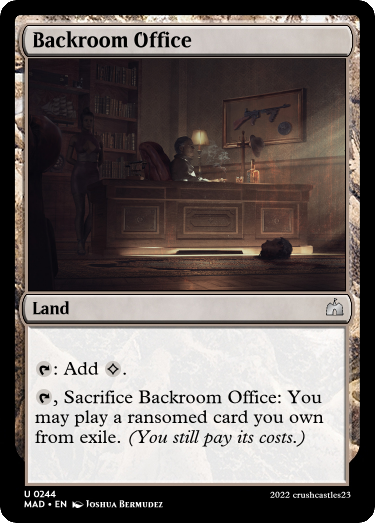 Backroom Office
Land
: Add .
, Sacrifice Backroom Office: You
may play a ransomed card you own
from exile. (You still pay its costs.)
U 0244
MAD • EN Joshua Bermudez
2022 crushcastles23